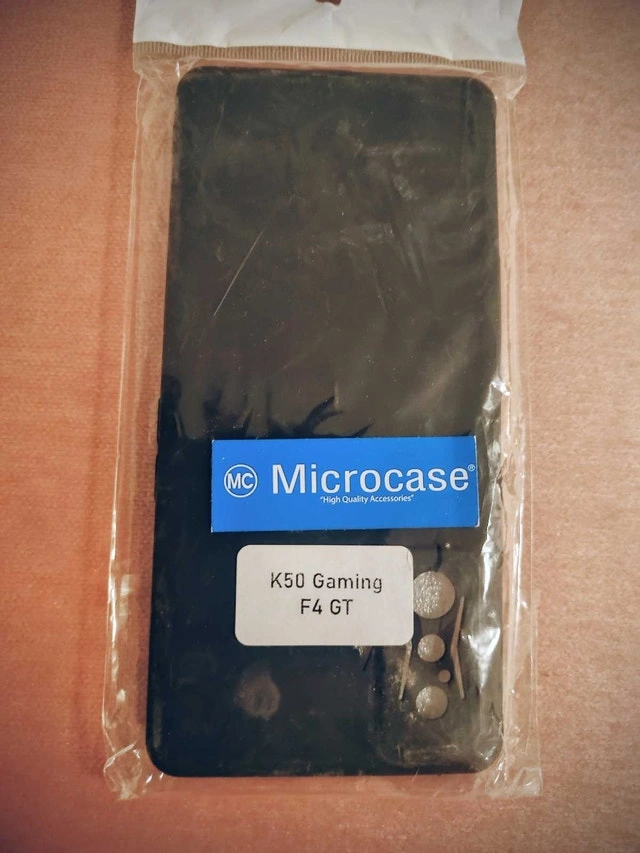 MC Microcase®
"High Quality Accessories"
K50 Gaming
F4 GT